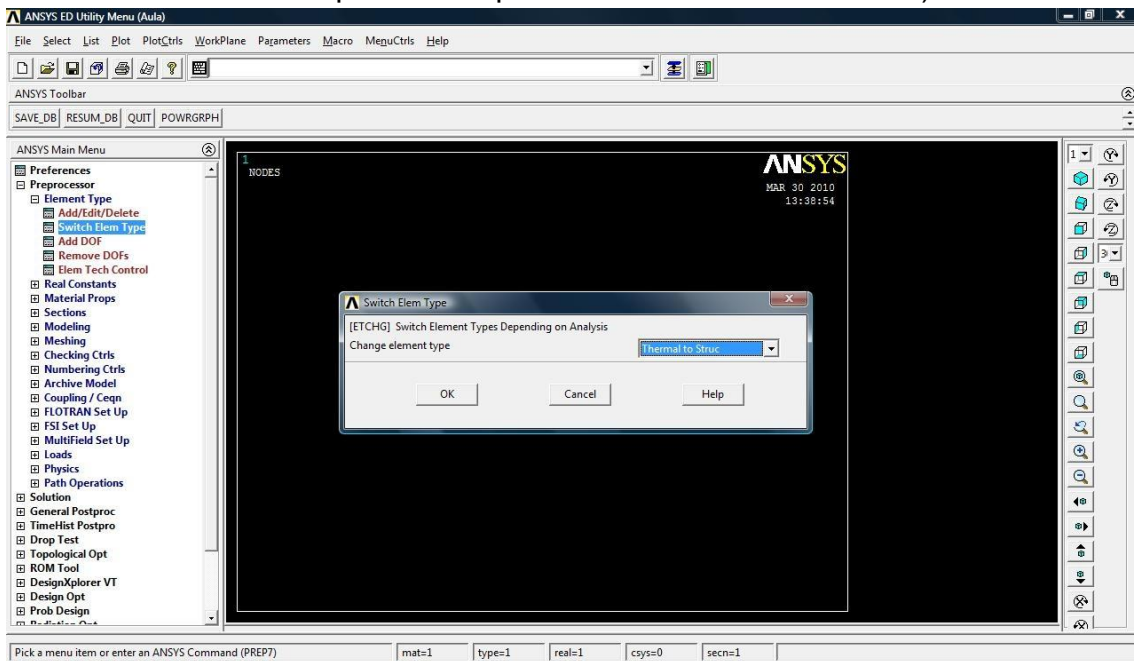 ANSYS ED Utility Menu (Aula)
File Select List Plot PlotCtrls WorkPlane Parameters Macro MenuCtrls Help
ANSYS Toolbar
SAVE_DB RESUM_DB QUIT POWRGRPH
ANSYS Main Menu
Preferences
Preprocessor
Element Type
Add/Edit/Delete
Switch Elem Type
Add DOF
Remove DOFs
Elem Tech Control
Real Constants
Material Props
Sections
Modeling
Meshing
Checking Ctrls
Numbering Ctrls
Archive Model
Coupling / Ceqn
FLOTRAN Set Up
FSI Set Up
MultiField Set Up
Loads
Physics
Path Operations
Solution
General Postproc
TimeHist Postpro
Drop Test
Topological Opt
ROM Tool
DesignXplorer VT
Design Opt
Prob Design
1
NODES
ANSYS
MAR 30 2010
13:38:54
Switch Elem Type
[ETCHG] Switch Element Types Depending on Analysis
Change element type Thermal to Struc
OK Cancel Help
1
Pick a menu item or enter an ANSYS Command (PREP7) mat=1 type=1 real=1 csys=0 secn=1